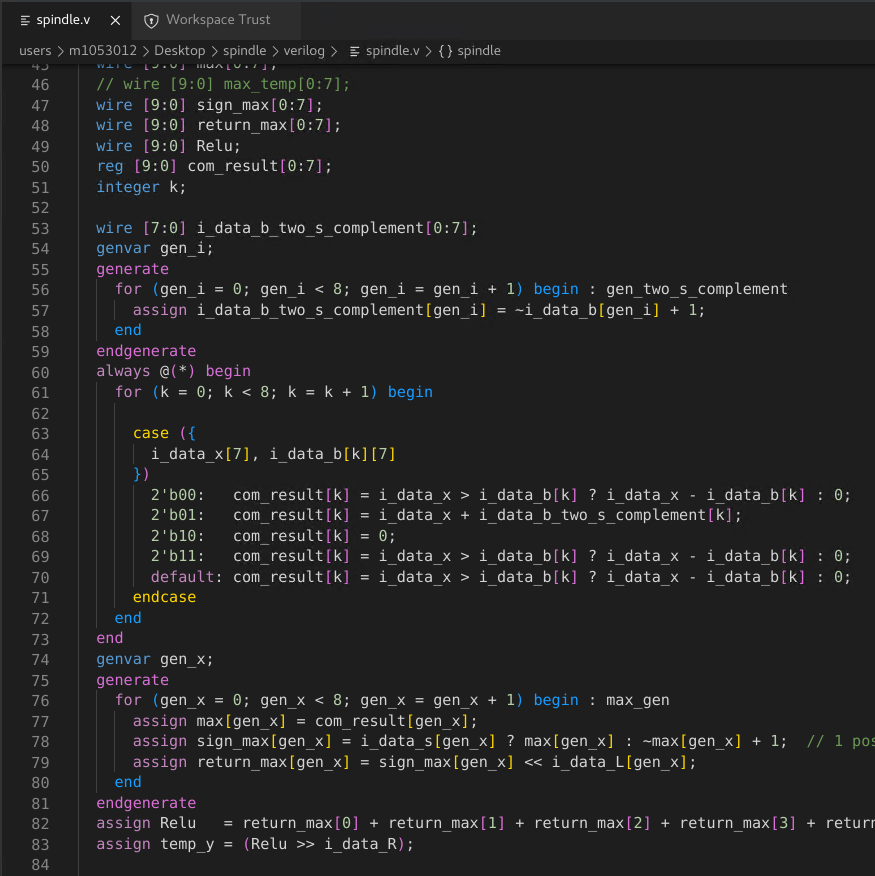 spindle.v
Workspace Trust
users > m1053012 > Desktop > spindle > verilog > spindle.v > {} spindle
45 wire [9:0] max[0:7];
46 // wire [9:0] max_temp[0:7];
47 wire [9:0] sign_max[0:7];
48 wire [9:0] return_max[0:7];
49 wire [9:0] Relu;
50 reg [9:0] com_result[0:7];
51 integer k;
52
53 wire [7:0] i_data_b_two_s_complement[0:7];
54 genvar gen_i;
55 generate
56 for (gen_i = 0; gen_i < 8; gen_i = gen_i + 1) begin : gen_two_s_complement
57 assign i_data_b_two_s_complement[gen_i] = ~i_data_b[gen_i] + 1;
58 end
59 endgenerate
60 always @(*) begin
61 for (k = 0; k < 8; k = k + 1) begin
62
63 case ({
64 i_data_x[7], i_data_b[k][7]
65 })
66 2'b00: com_result[k] = i_data_x > i_data_b[k] ? i_data_x - i_data_b[k] : 0;
67 2'b01: com_result[k] = i_data_x + i_data_b_two_s_complement[k];
68 2'b10: com_result[k] = 0;
69 2'b11: com_result[k] = i_data_x > i_data_b[k] ? i_data_x - i_data_b[k] : 0;
70 default: com_result[k] = i_data_x > i_data_b[k] ? i_data_x - i_data_b[k] : 0;
71 endcase
72 end
73 end
74 genvar gen_x;
75 generate
76 for (gen_x = 0; gen_x < 8; gen_x = gen_x + 1) begin : max_gen
77 assign max[gen_x] = com_result[gen_x];
78 assign sign_max[gen_x] = i_data_s[gen_x] ? max[gen_x] : ~max[gen_x] + 1; // 1 pos
79 assign return_max[gen_x] = sign_max[gen_x] << i_data_L[gen_x];
80 end
81 endgenerate
82 assign Relu = return_max[0] + return_max[1] + return_max[2] + return_max[3] + return
83 assign temp_y = (Relu >> i_data_R);
84